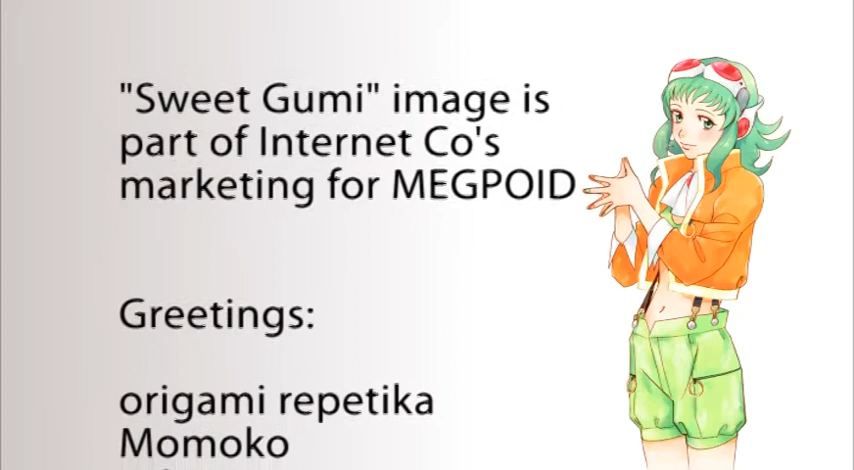 "Sweet Gumi" image is
part of Internet Co's
marketing for MEGPOID
Greetings:
origami repetika
Momoko